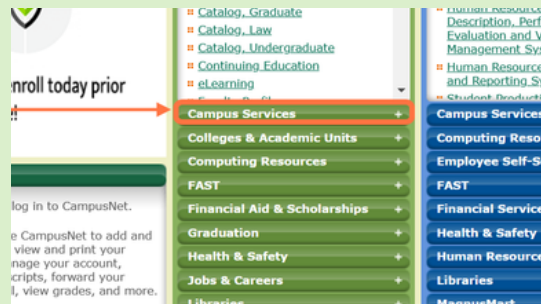 enroll today prior
log in to CampusNet.
CampusNet to add and
view and print your
manage your account,
forward your
view grades, and more.
Catalog, Graduate
Catalog, Law
Catalog, Undergraduate
Continuing Education
eLearning
Campus Services +
Colleges & Academic Units +
Computing Resources +
FAST +
Financial Aid & Scholarships +
Graduation +
Health & Safety +
Jobs & Careers +
Libraries
Human Resource
Description, Perf
Evaluation and V
Management Sys
Human Resource
and Reporting Sy
Student Producti
Campus Services
Computing Reso
Employee Self-S
FAST
Financial Service
Health & Safety
Human Resource
Libraries
MagnusMart